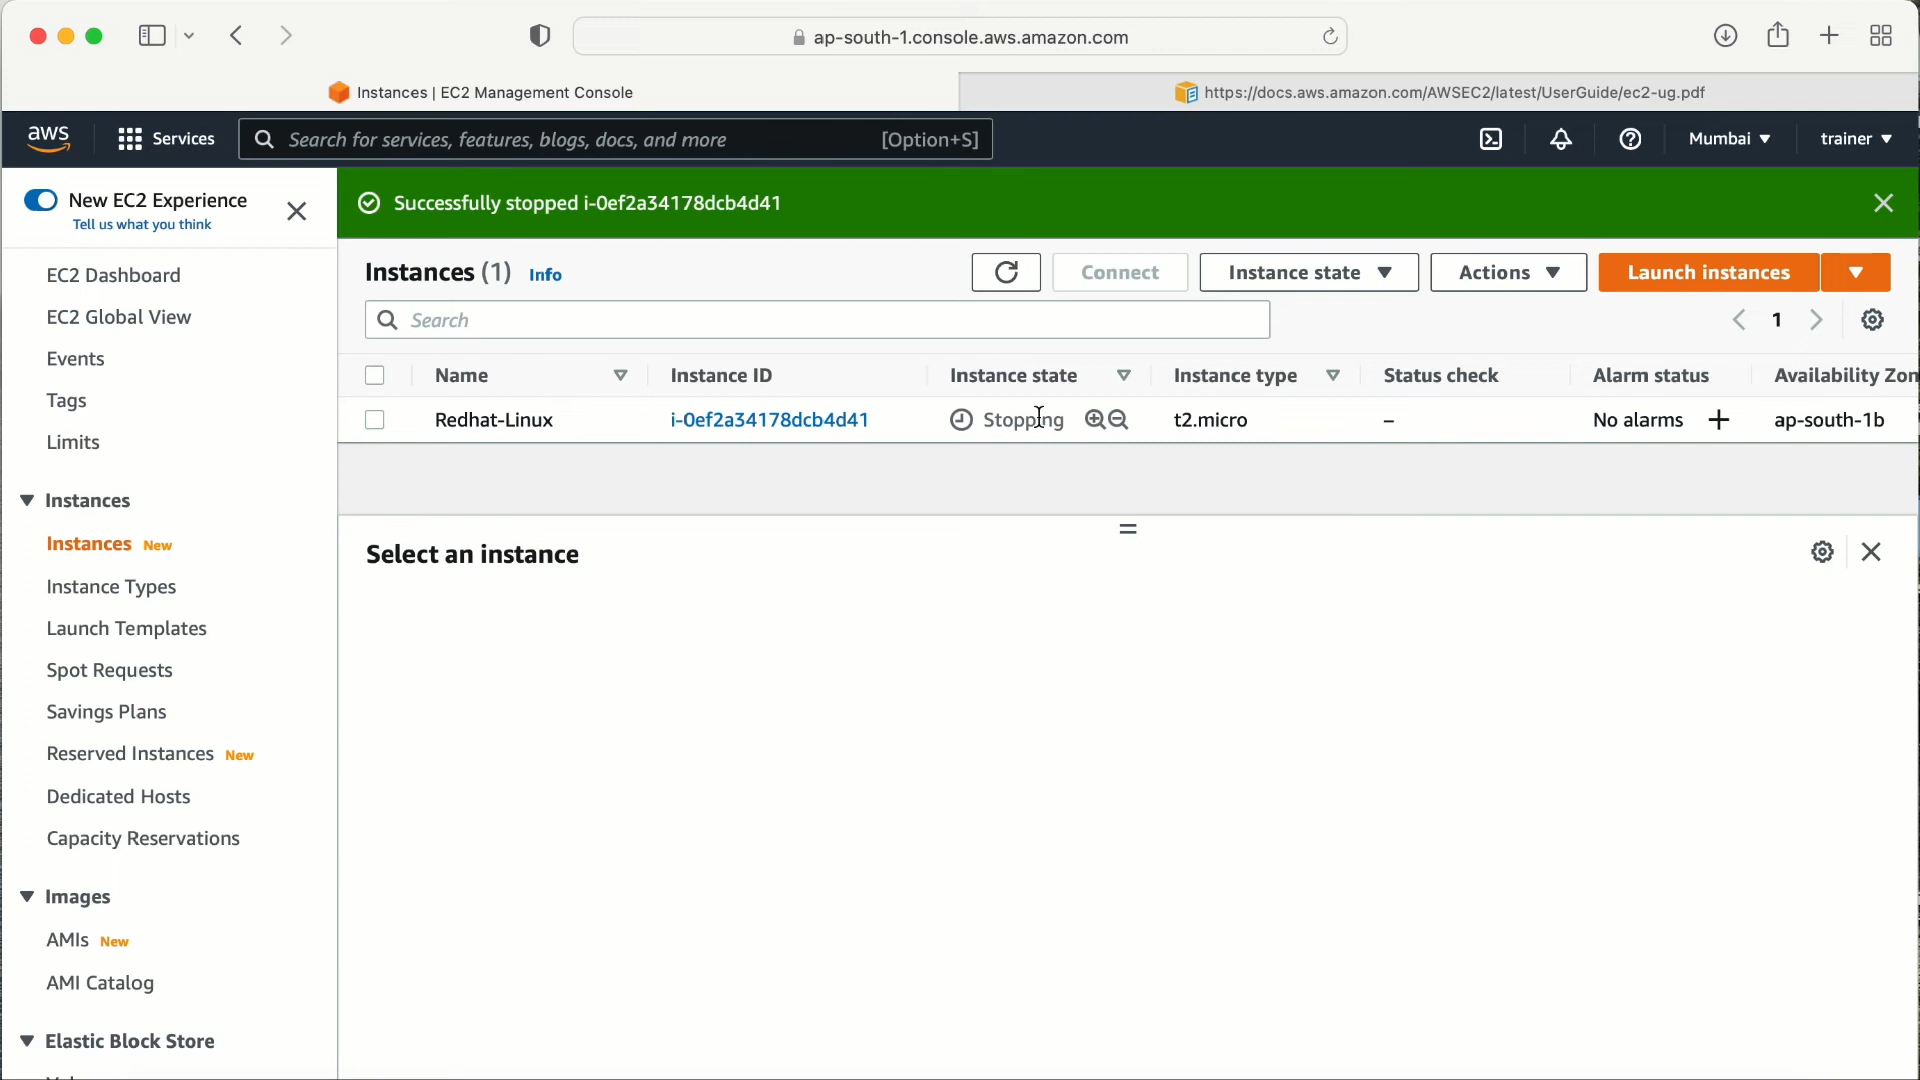 ap-south-1.console.aws.amazon.com
Instances | EC2 Management Console
https://docs.aws.amazon.com/AWSEC2/latest/UserGuide/ec2-ug.pdf
aws
Services
Search for services, features, blogs, docs, and more [Option+S]
Mumbai
trainer
New EC2 Experience
Tell us what you think
Successfully stopped i-0ef2a34178dcb4d41
EC2 Dashboard
EC2 Global View
Events
Tags
Limits
Instances
Instances New
Instance Types
Launch Templates
Spot Requests
Savings Plans
Reserved Instances New
Dedicated Hosts
Capacity Reservations
Images
AMIs New
AMI Catalog
Elastic Block Store
Instances (1) Info
Connect
Instance state
Actions
Launch instances
Search
1
Name Instance ID Instance state Instance type Status check Alarm status Availability Zon
Redhat-Linux i-0ef2a34178dcb4d41 Stopping t2.micro – No alarms + ap-south-1b
Select an instance